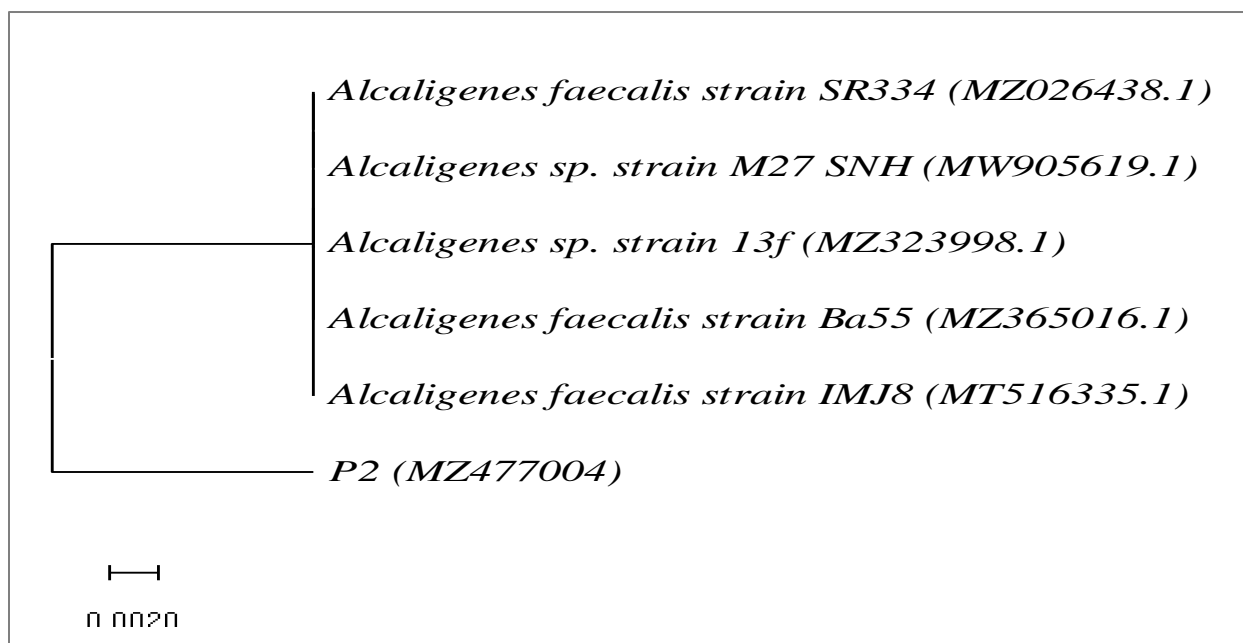 Alcaligenes faecalis strain SR334 (MZ026438.1)
Alcaligenes sp. strain M27 SNH (MW905619.1)
Alcaligenes sp. strain 13f (MZ323998.1)
Alcaligenes faecalis strain Ba55 (MZ365016.1)
Alcaligenes faecalis strain IMJ8 (MT516335.1)
P2 (MZ477004)
0.0020